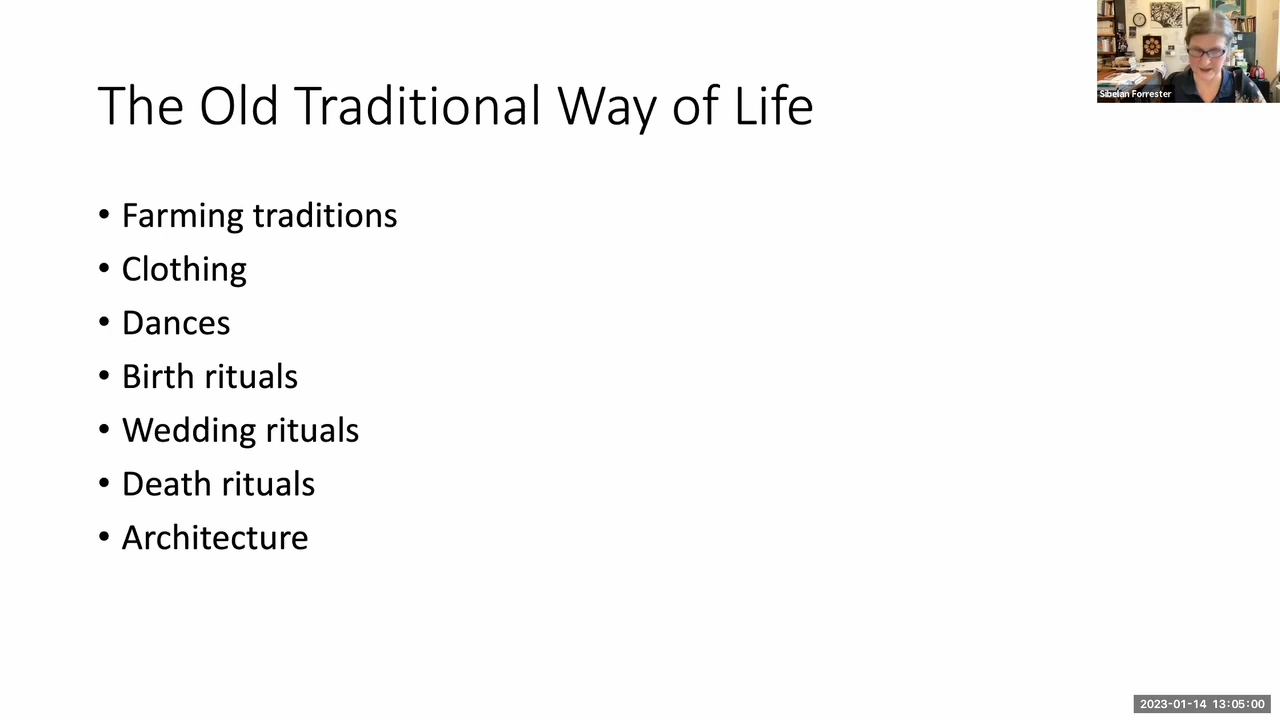 The Old Traditional Way of Life
• Farming traditions
• Clothing
• Dances
• Birth rituals
• Wedding rituals
• Death rituals
• Architecture
Sibelan Forrester
2023-01-14 13:05:00